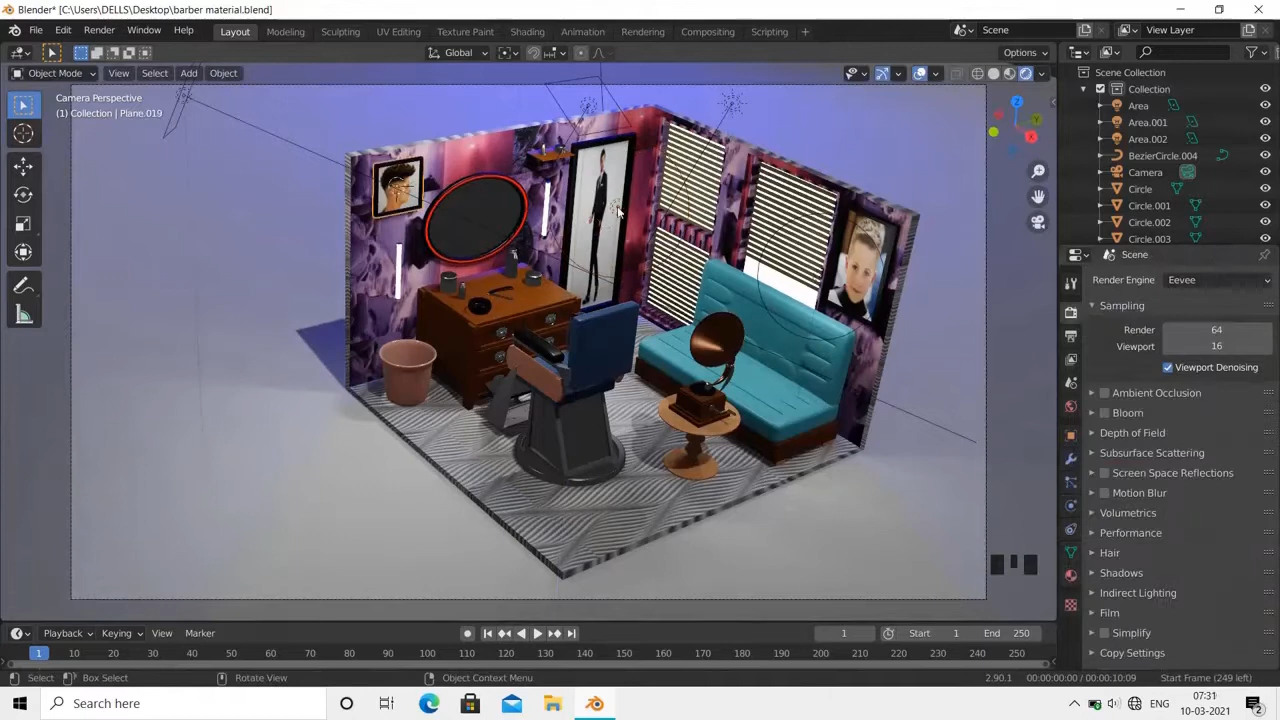 Blender* [C:\Users\DELLS\Desktop\barber material.blend]
File Edit Render Window Help
Layout Modeling Sculpting UV Editing Texture Paint Shading Animation Rendering Compositing Scripting +
Scene View Layer
Global Options
Object Mode View Select Add Object
Camera Perspective
(1) Collection | Plane.019
Scene Collection
Collection
Area
Area.001
Area.002
BezierCircle.004
Camera
Circle
Circle.001
Circle.002
Circle.003
Scene
Render Engine Eevee
Sampling
Render 64
Viewport 16
Viewport Denoising
Ambient Occlusion
Bloom
Depth of Field
Subsurface Scattering
Screen Space Reflections
Motion Blur
Volumetrics
Performance
Hair
Shadows
Indirect Lighting
Film
Simplify
Copy Settings
X
Y
Z
Playback Keying View Marker
1 Start 1 End 250
1 10 20 30 40 50 60 70 80 90 100 110 120 130 140 150 160 170 180 190 200 210 220 230 240 250
Select Box Select Rotate View Object Context Menu
2.90.1 00:00:00:00 / 00:00:10:09 Start Frame (249 left)
Type here to search
ENG
07:31
10-03-2021
2